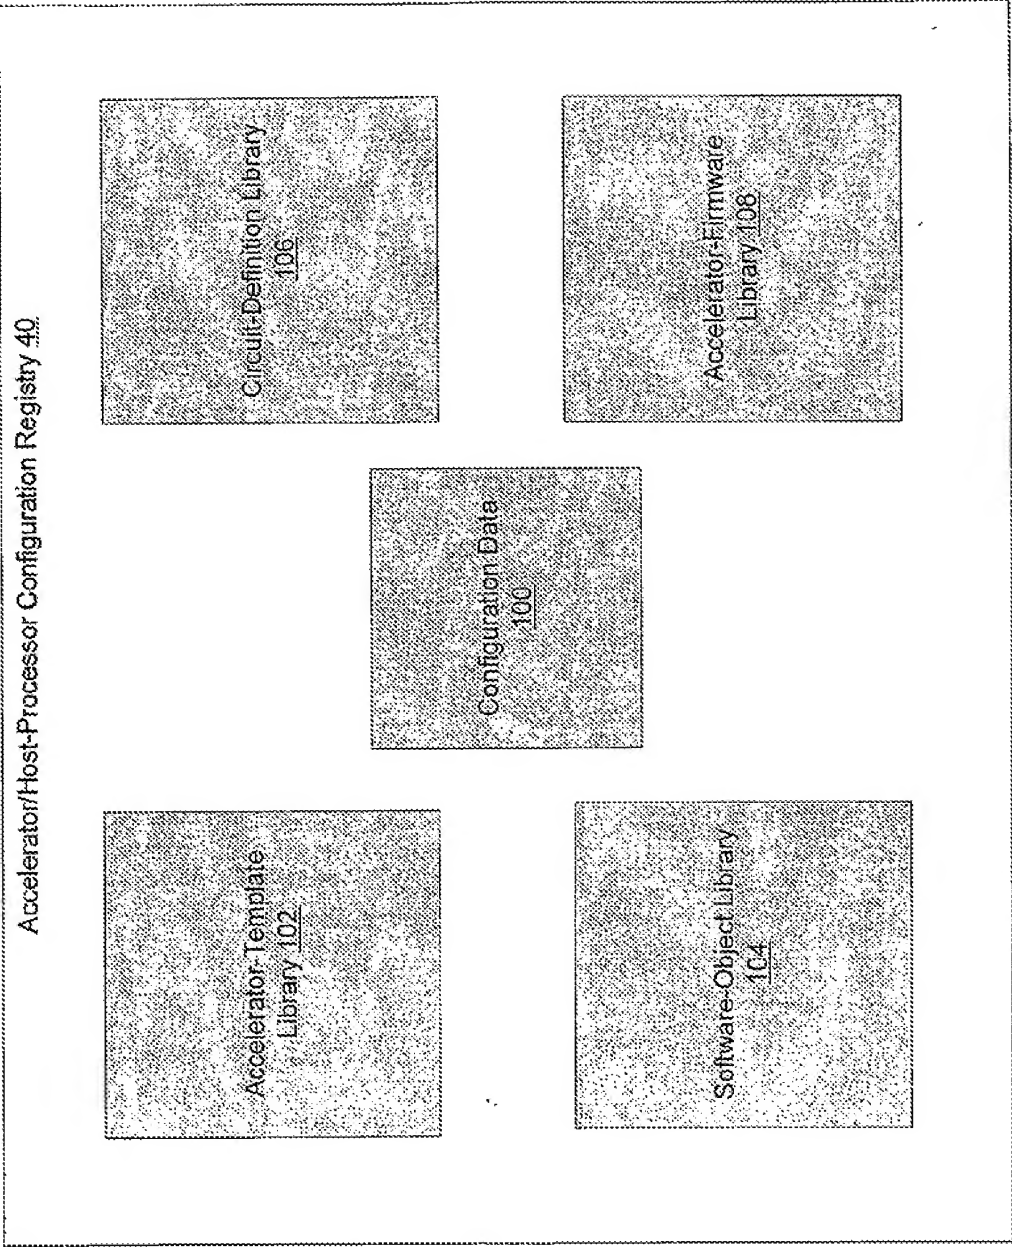 Accelerator/Host-Processor Configuration Registry 40
Accelerator-Template
Library 102
Circuit-Definition Library
106
Configuration Data
100
Software-Object Library
104
Accelerator-Firmware
Library 108